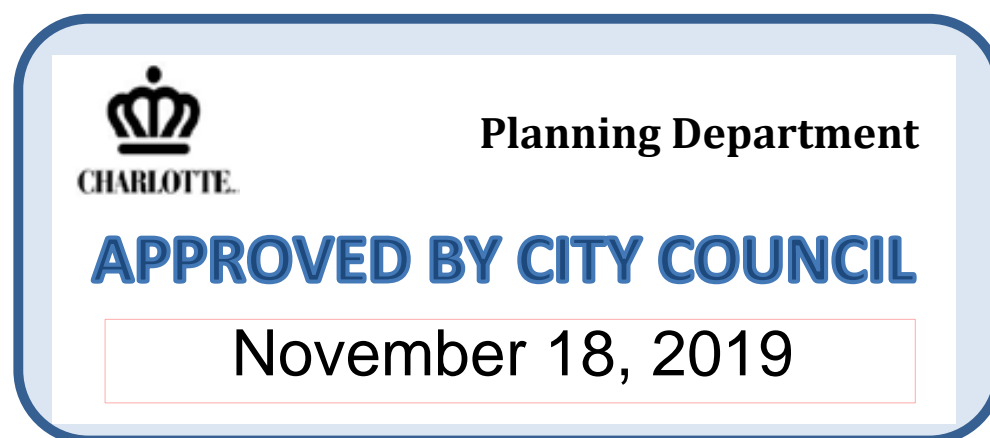 Planning Department
CHARLOTTE.
APPROVED BY CITY COUNCIL
November 18, 2019